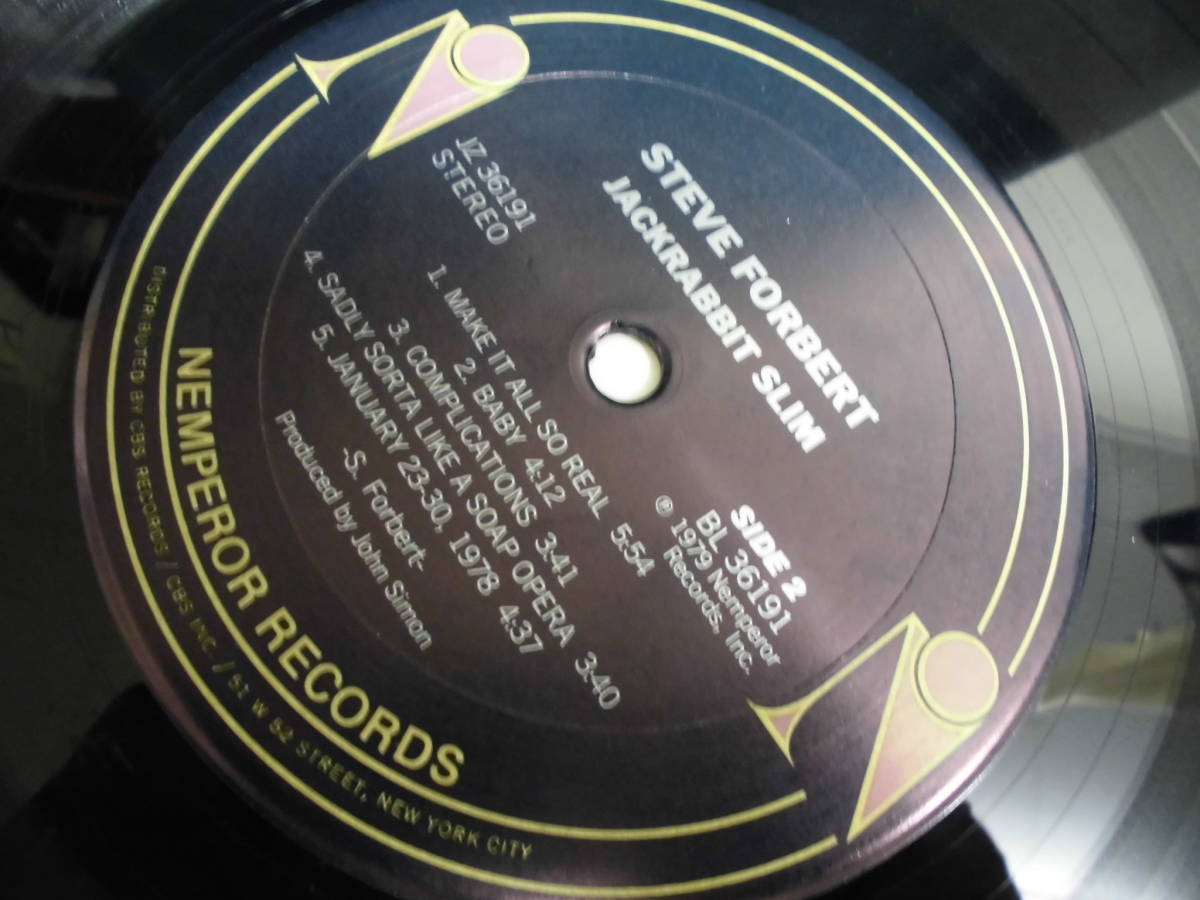 STEVE FORBERT
JACKRABBIT SLIM
JZ 36191
STEREO
SIDE 2
BL 36191
℗ 1979 Nemperor
Records, Inc.
1. MAKE IT ALL SO REAL 5:54
2. BABY 4:12
3. COMPLICATIONS 3:41
4. SADLY SORTA LIKE A SOAP OPERA 3:40
5. JANUARY 23-30, 1978 4:37
-S. Forbert-
Produced by John Simon
NEMPEROR RECORDS
DISTRIBUTED BY CBS RECORDS / CBS INC. / 51 W 52 STREET, NEW YORK CITY